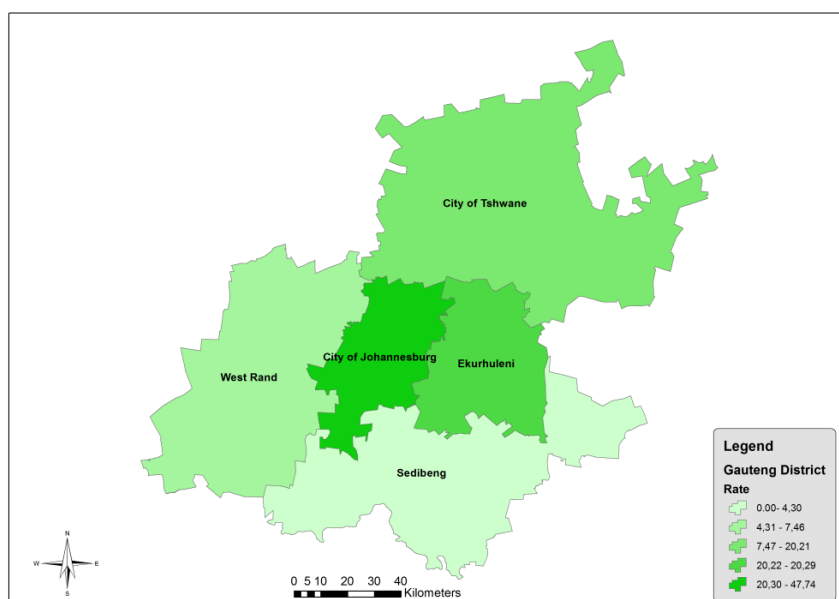 City of Tshwane
City of Johannesburg
Ekurhuleni
West Rand
Sedibeng
Legend
Gauteng District
Rate
0.00- 4,30
4,31 - 7,46
7,47 - 20,21
20,22 - 20,29
20,30 - 47,74
N
W E
S
0 5 10 20 30 40
Kilometers